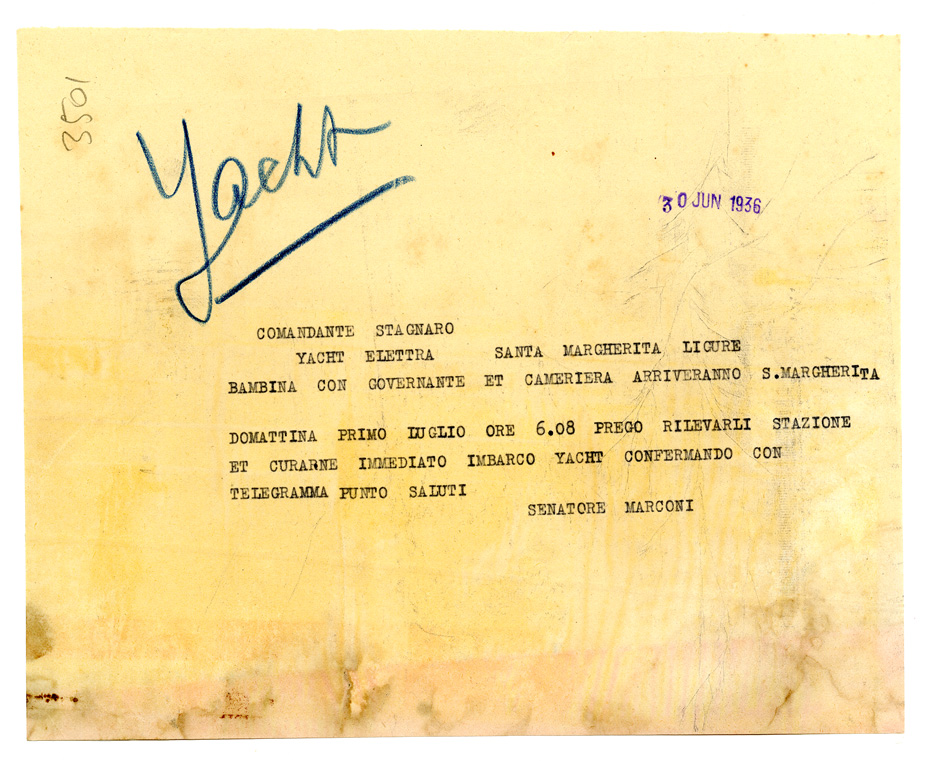 3501
Yacht
30 JUN 1936
COMANDANTE STAGNARO
YACHT ELETTRA SANTA MARGHERITA LIGURE
BAMBINA CON GOVERNANTE ET CAMERIERA ARRIVERANNO S.MARGHERITA
DOMATTINA PRIMO LUGLIO ORE 6.08 PREGO RILEVARLI STAZIONE
ET CURARNE IMMEDIATO IMBARCO YACHT CONFERMANDO CON
TELEGRAMMA PUNTO SALUTI
SENATORE MARCONI